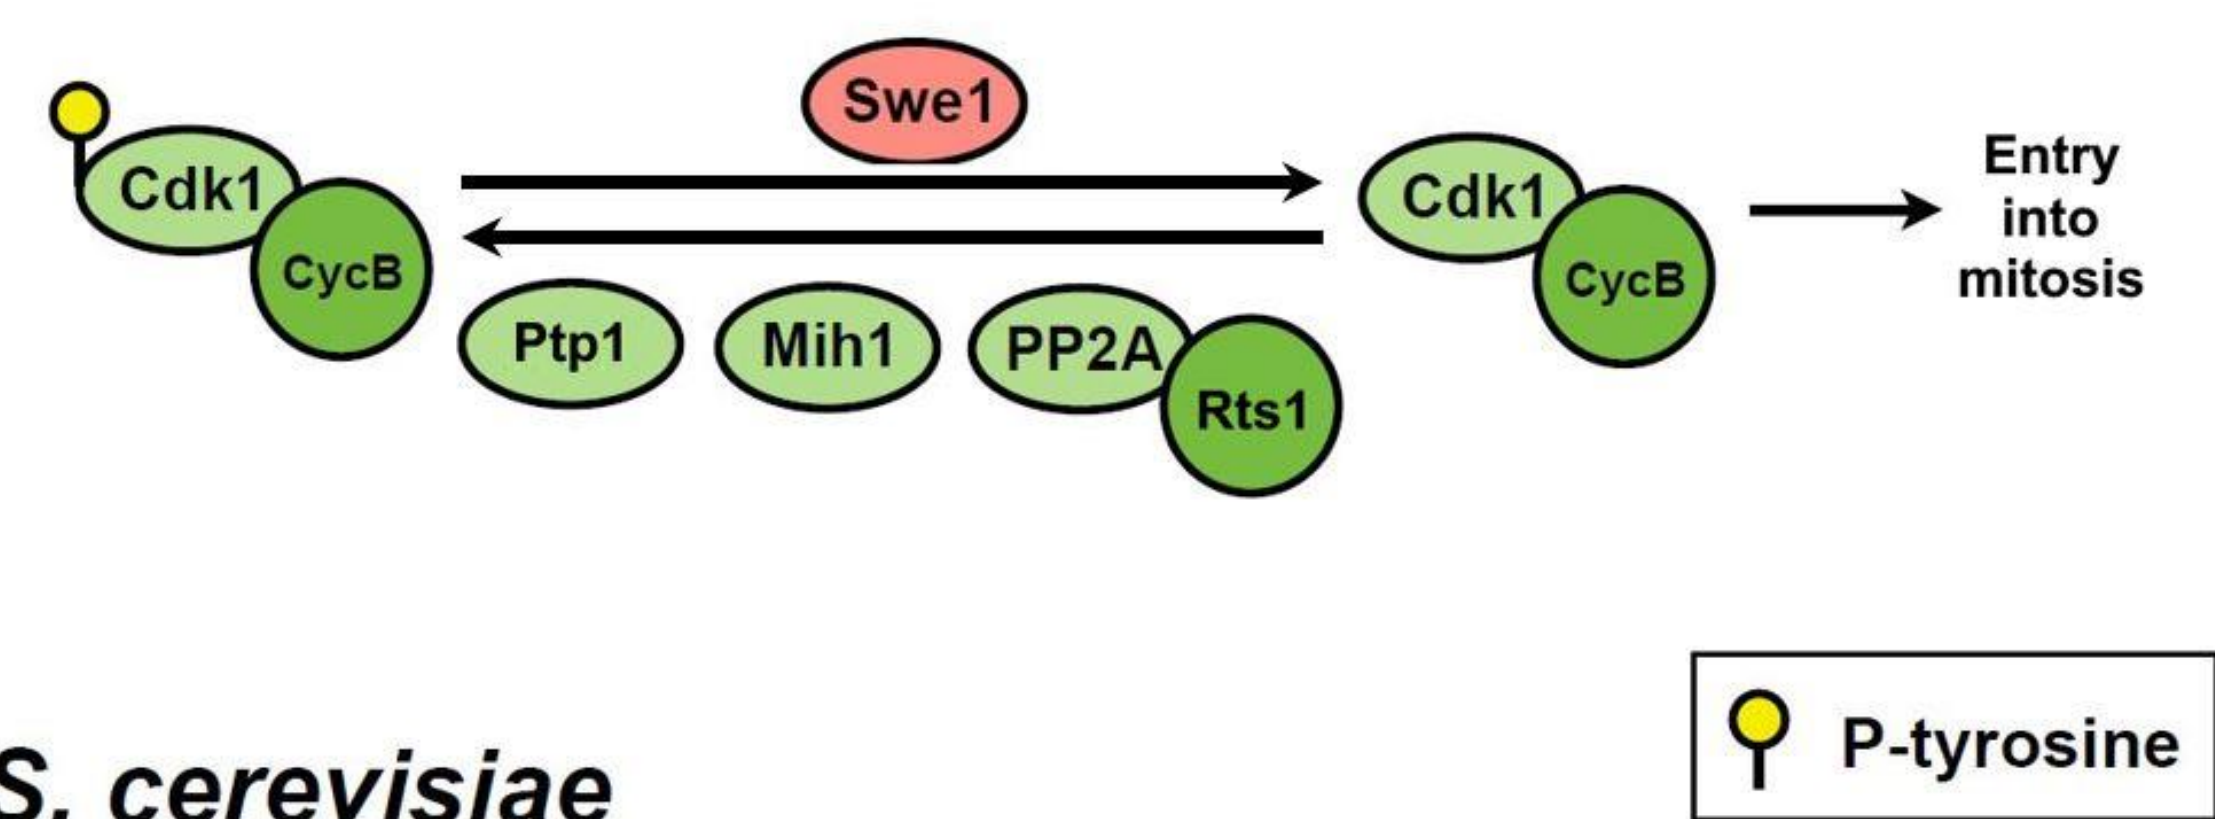 Swe1
Cdk1
CycB
Cdk1
CycB
Entry
into
mitosis
Ptp1
Mih1
PP2A
Rts1
P-tyrosine
S. cerevisiae